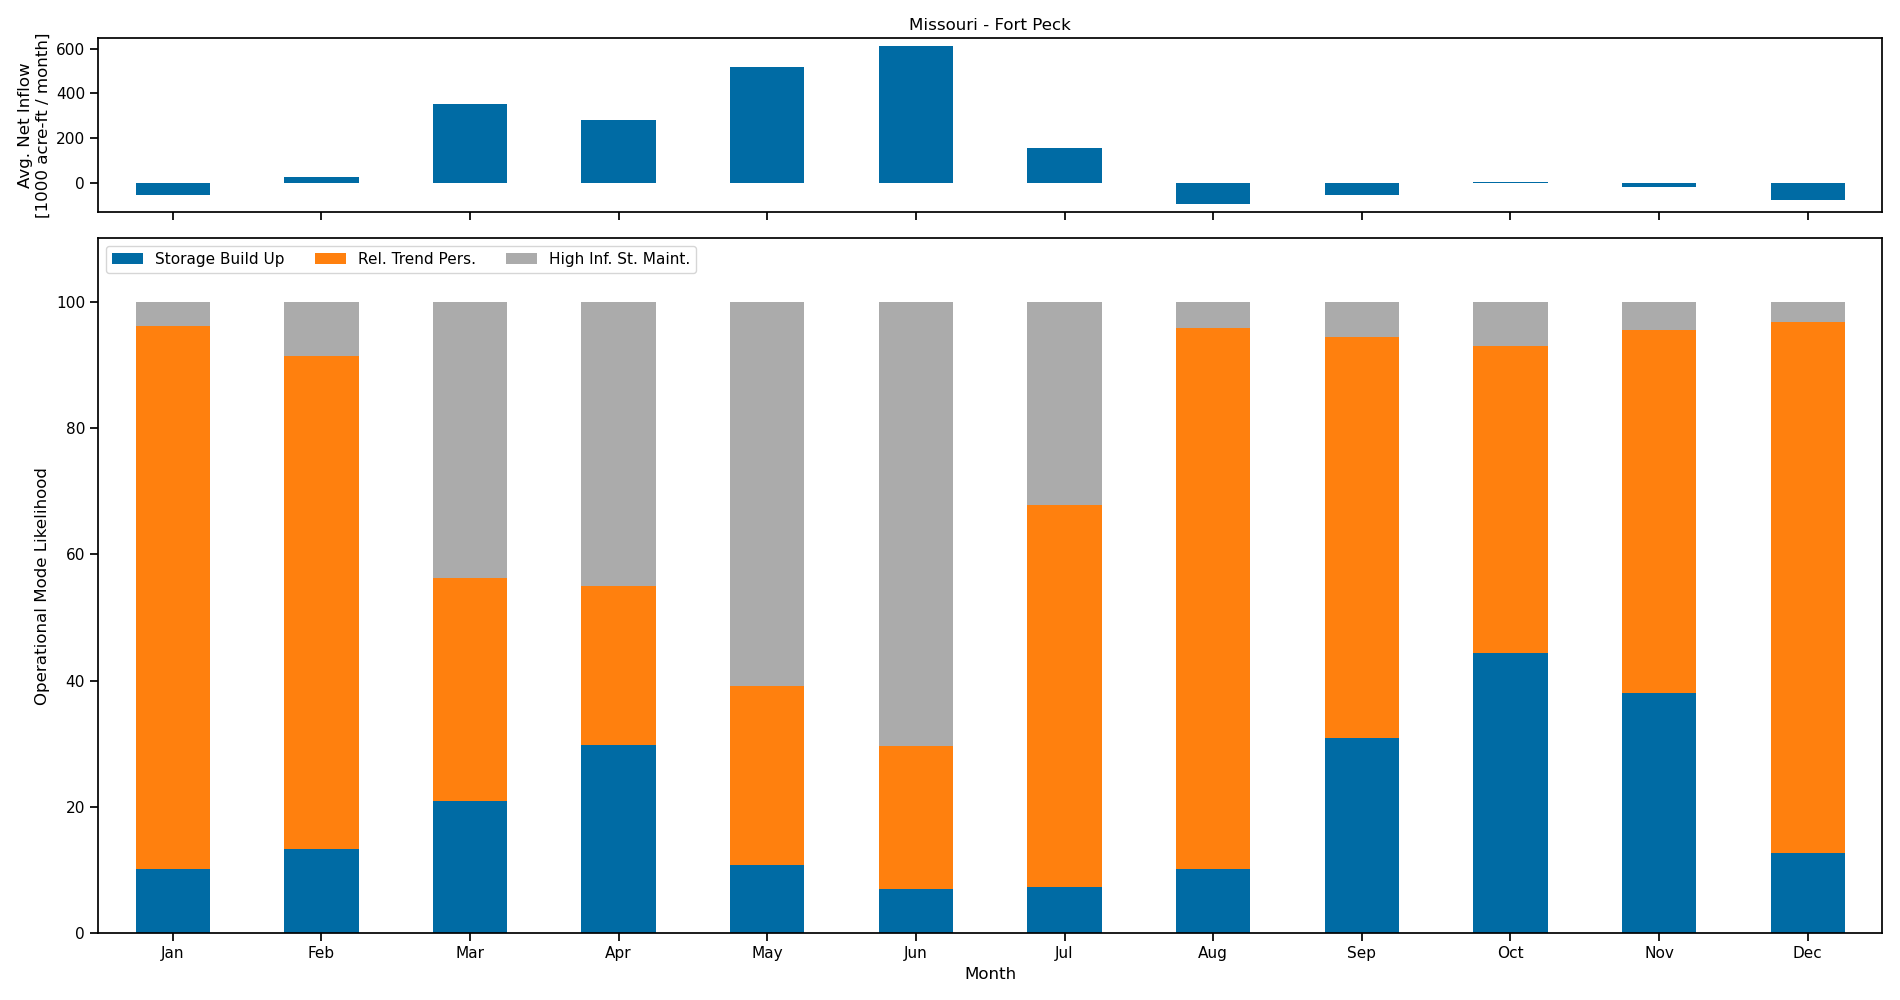 Missouri - Fort Peck
Avg. Net Inflow
[1000 acre-ft / month]
600
400
200
0
Storage Build Up
Rel. Trend Pers.
High Inf. St. Maint.
Operational Mode Likelihood
100
80
60
40
20
0
Jan
Feb
Mar
Apr
May
Jun
Jul
Aug
Sep
Oct
Nov
Dec
Month